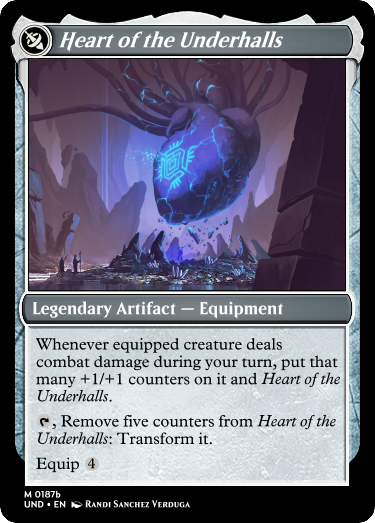 Heart of the Underhalls
Legendary Artifact — Equipment
Whenever equipped creature deals
combat damage during your turn, put that
many +1/+1 counters on it and Heart of the
Underhalls.
, Remove five counters from Heart of the
Underhalls: Transform it.
Equip 4
M 0187b
UND • EN Randi Sanchez Verduga